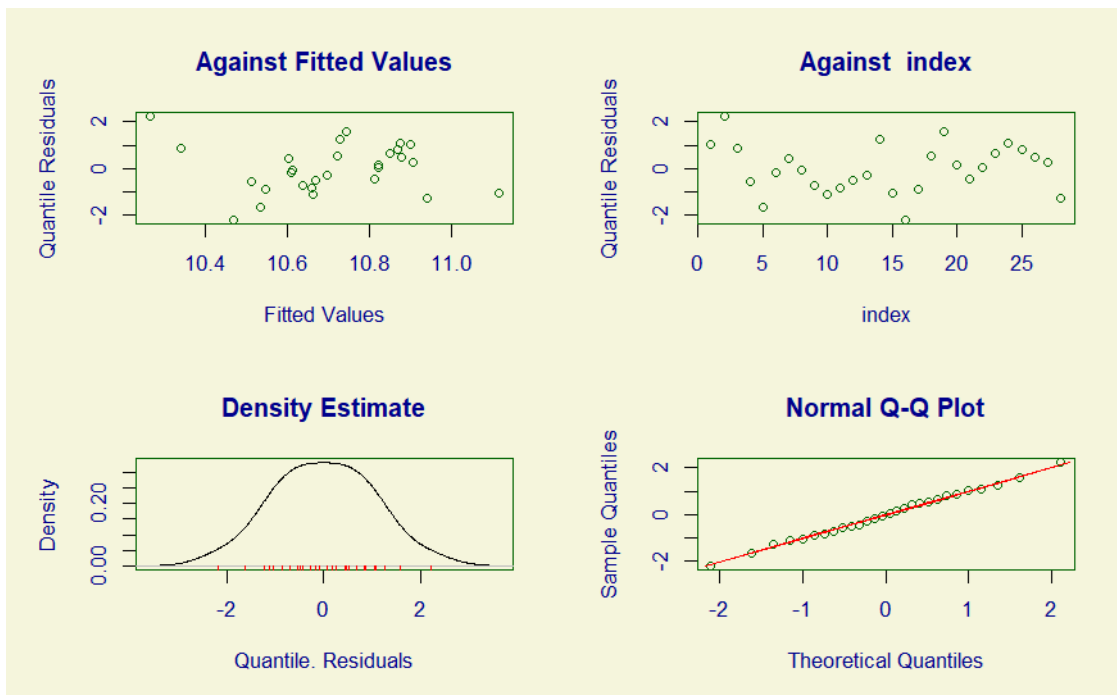 Against Fitted Values
Quantile Residuals
2
0
-2
10.4 10.6 10.8 11.0
Fitted Values
Against index
Quantile Residuals
2
0
-2
0 5 10 15 20 25
index
Density Estimate
Density
0.20
0.00
-2 0 2
Quantile. Residuals
Normal Q-Q Plot
Sample Quantiles
2
0
-2
-2 -1 0 1 2
Theoretical Quantiles